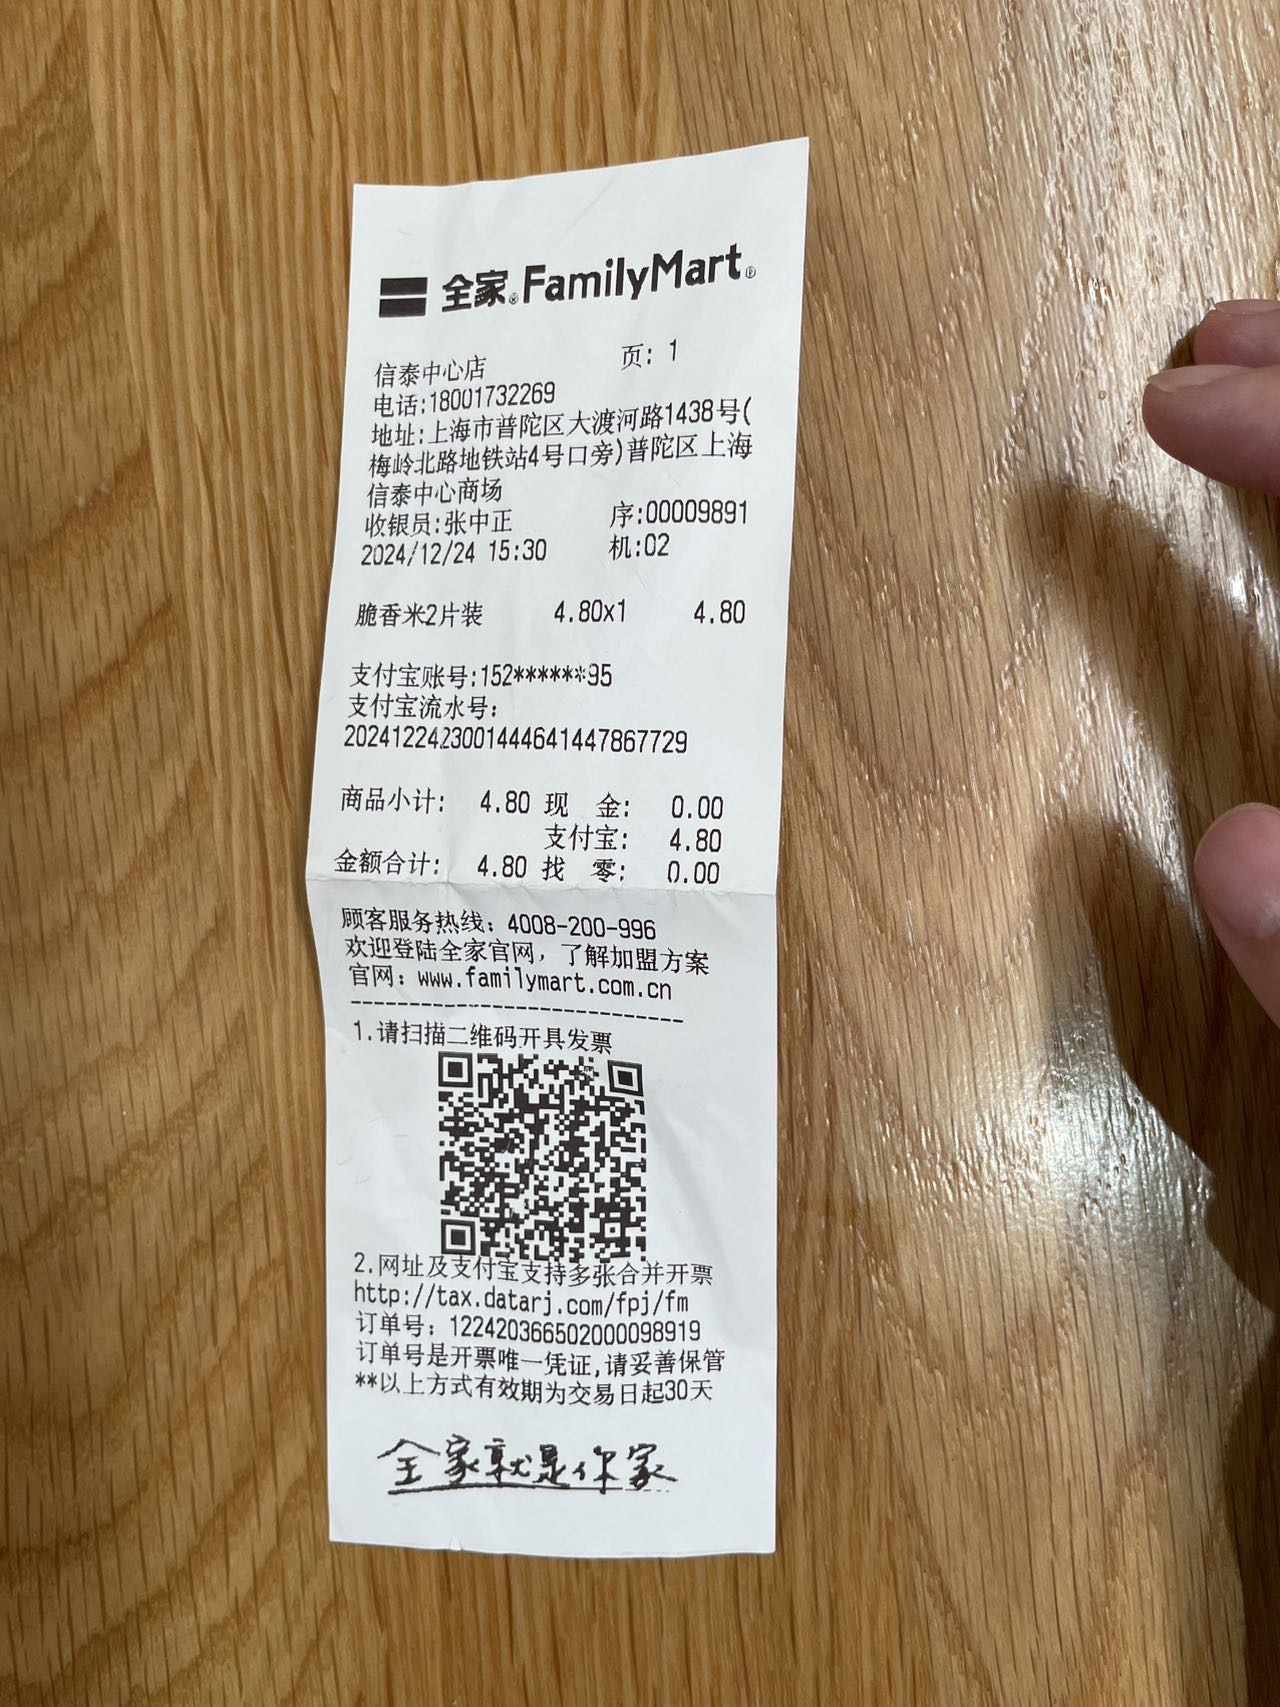 全家 FamilyMart
信泰中心店 页: 1
电话:18001732269
地址:上海市普陀区大渡河路1438号(
梅岭北路地铁站4号口旁)普陀区上海
信泰中心商场
收银员:张中正 序:00009891
2024/12/24 15:30 机:02
脆香米2片装 4.80x1 4.80
支付宝账号:152******95
支付宝流水号:
2024122423001444641447867729
商品小计: 4.80 现 金: 0.00
支付宝: 4.80
金额合计: 4.80 找 零: 0.00
顾客服务热线: 4008-200-996
欢迎登陆全家官网, 了解加盟方案
官网: www.familymart.com.cn
1.请扫描二维码开具发票
2.网址及支付宝支持多张合并开票
http://tax.datarj.com/fpj/fm
订单号: 122420366502000098919
订单号是开票唯一凭证,请妥善保管
**以上方式有效期为交易日起30天
全家就是你家